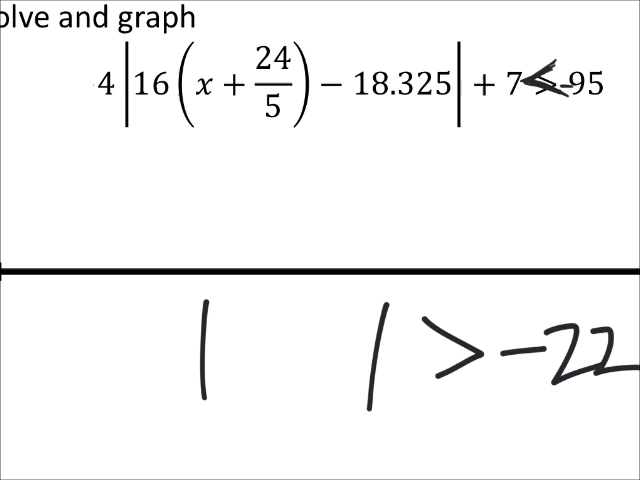 olve and graph
4 |16 (x + 24/5) − 18.325| + 7 < -95
| | > -22